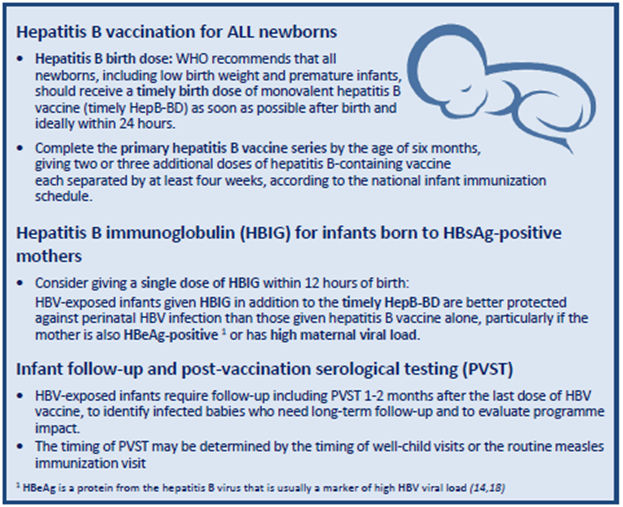 Hepatitis B vaccination for ALL newborns
• Hepatitis B birth dose: WHO recommends that all
newborns, including low birth weight and premature infants,
should receive a timely birth dose of monovalent hepatitis B
vaccine (timely HepB-BD) as soon as possible after birth and
ideally within 24 hours.
• Complete the primary hepatitis B vaccine series by the age of six months,
giving two or three additional doses of hepatitis B-containing vaccine
each separated by at least four weeks, according to the national infant immunization
schedule.
Hepatitis B immunoglobulin (HBIG) for infants born to HBsAg-positive
mothers
• Consider giving a single dose of HBIG within 12 hours of birth:
HBV-exposed infants given HBIG in addition to the timely HepB-BD are better protected
against perinatal HBV infection than those given hepatitis B vaccine alone, particularly if the
mother is also HBeAg-positive ¹ or has high maternal viral load.
Infant follow-up and post-vaccination serological testing (PVST)
• HBV-exposed infants require follow-up including PVST 1-2 months after the last dose of HBV
vaccine, to identify infected babies who need long-term follow-up and to evaluate programme
impact.
• The timing of PVST may be determined by the timing of well-child visits or the routine measles
immunization visit
¹ HBeAg is a protein from the hepatitis B virus that is usually a marker of high HBV viral load (14,18)